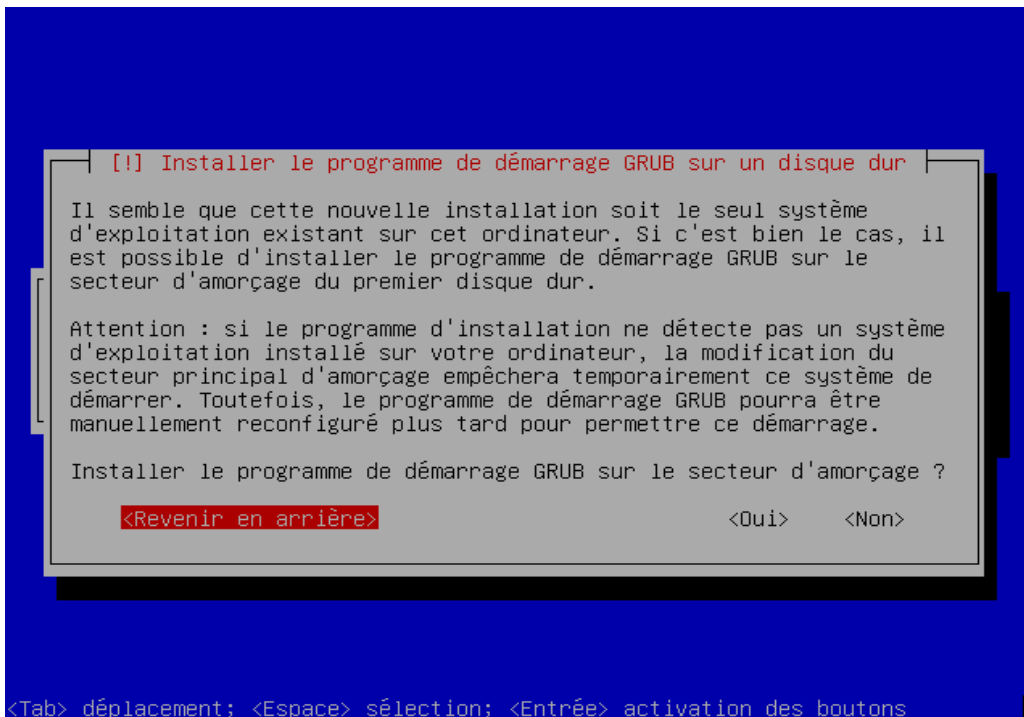 [!] Installer le programme de démarrage GRUB sur un disque dur
Il semble que cette nouvelle installation soit le seul système
d'exploitation existant sur cet ordinateur. Si c'est bien le cas, il
est possible d'installer le programme de démarrage GRUB sur le
secteur d'amorçage du premier disque dur.
Attention : si le programme d'installation ne détecte pas un système
d'exploitation installé sur votre ordinateur, la modification du
secteur principal d'amorçage empêchera temporairement ce système de
démarrer. Toutefois, le programme de démarrage GRUB pourra être
manuellement reconfiguré plus tard pour permettre ce démarrage.
Installer le programme de démarrage GRUB sur le secteur d'amorçage ?
<Revenir en arrière> <Oui> <Non>
<Tab> déplacement; <Espace> sélection; <Entrée> activation des boutons